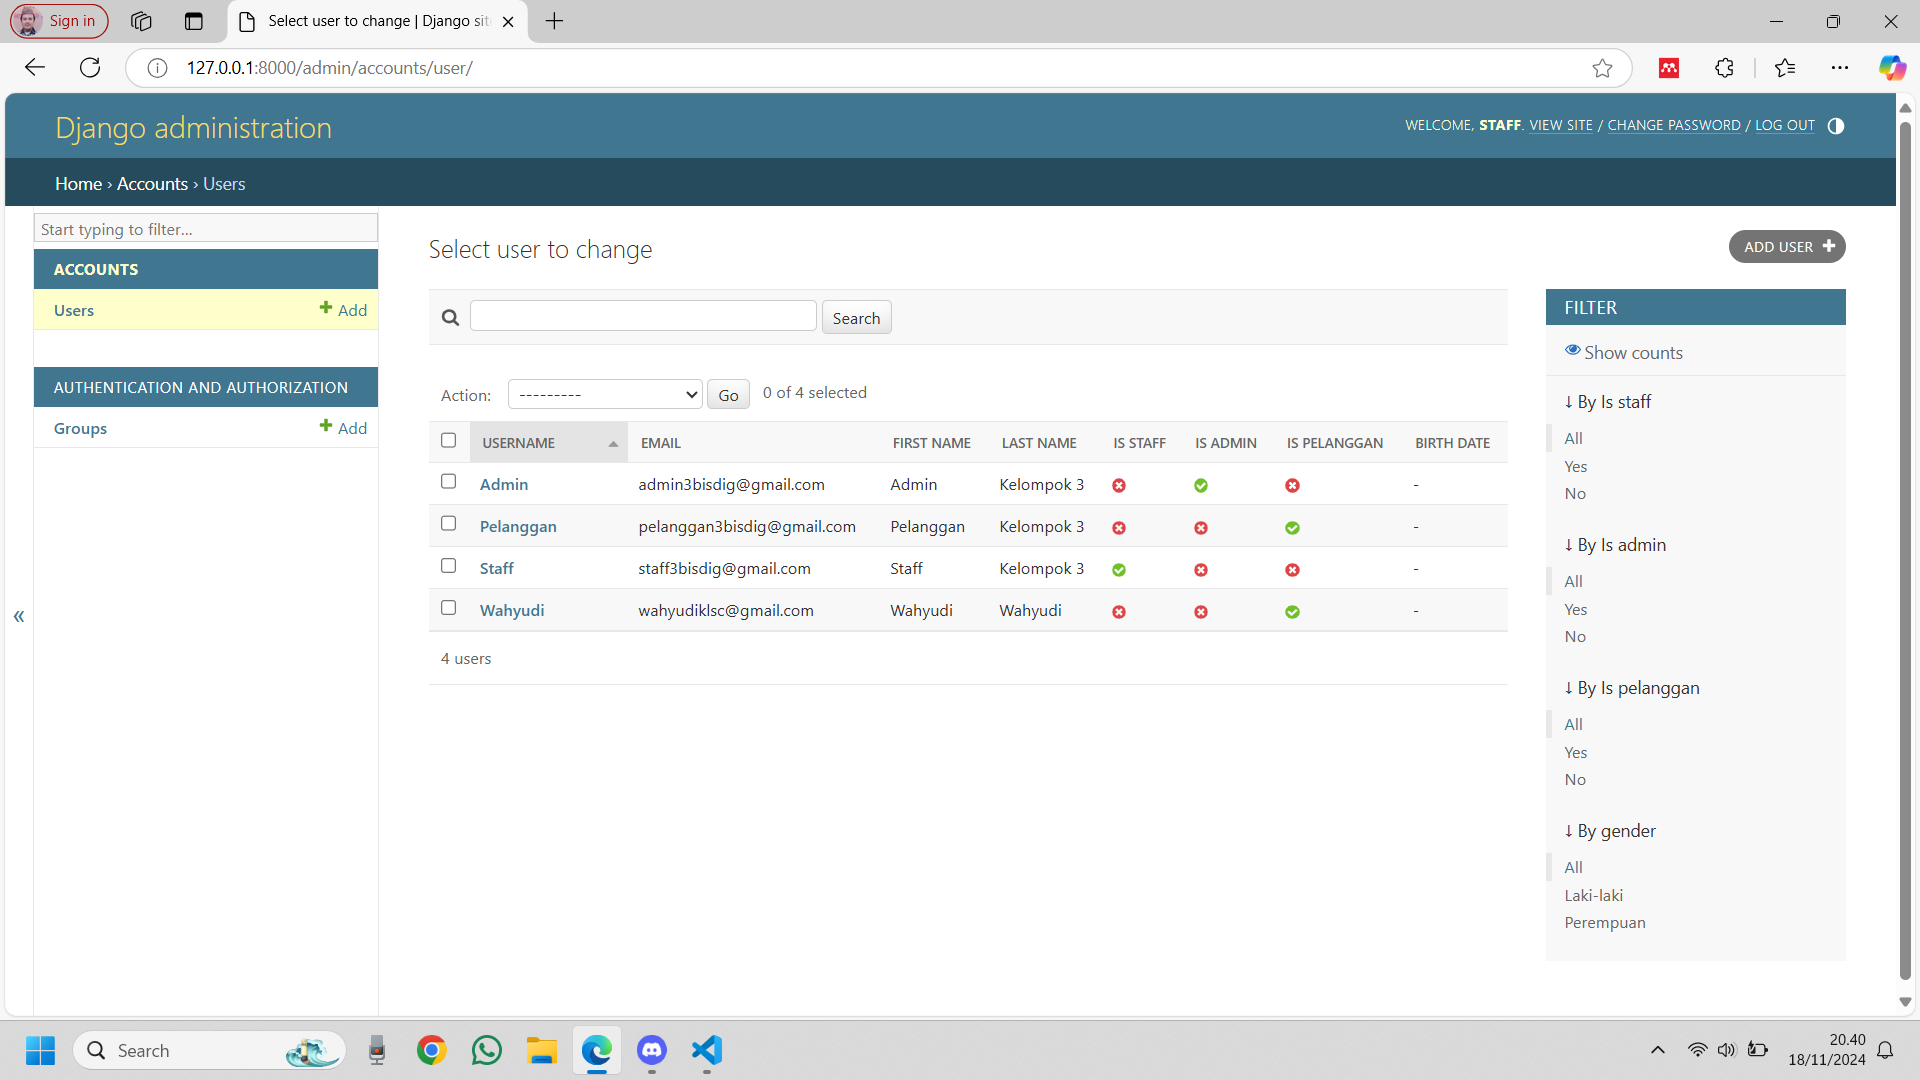 Sign in
Select user to change | Django sit
127.0.0.1:8000/admin/accounts/user/
Django administration
WELCOME, STAFF. VIEW SITE / CHANGE PASSWORD / LOG OUT
Home › Accounts › Users
Start typing to filter...
ACCOUNTS
Users + Add
AUTHENTICATION AND AUTHORIZATION
Groups + Add
«
Select user to change
ADD USER +
Search
Action: --------- Go 0 of 4 selected
USERNAME EMAIL FIRST NAME LAST NAME IS STAFF IS ADMIN IS PELANGGAN BIRTH DATE
Admin admin3bisdig@gmail.com Admin Kelompok 3 -
Pelanggan pelanggan3bisdig@gmail.com Pelanggan Kelompok 3 -
Staff staff3bisdig@gmail.com Staff Kelompok 3 -
Wahyudi wahyudiklsc@gmail.com Wahyudi Wahyudi -
4 users
FILTER
Show counts
↓ By Is staff
All
Yes
No
↓ By Is admin
All
Yes
No
↓ By Is pelanggan
All
Yes
No
↓ By gender
All
Laki-laki
Perempuan
Search
20.40
18/11/2024